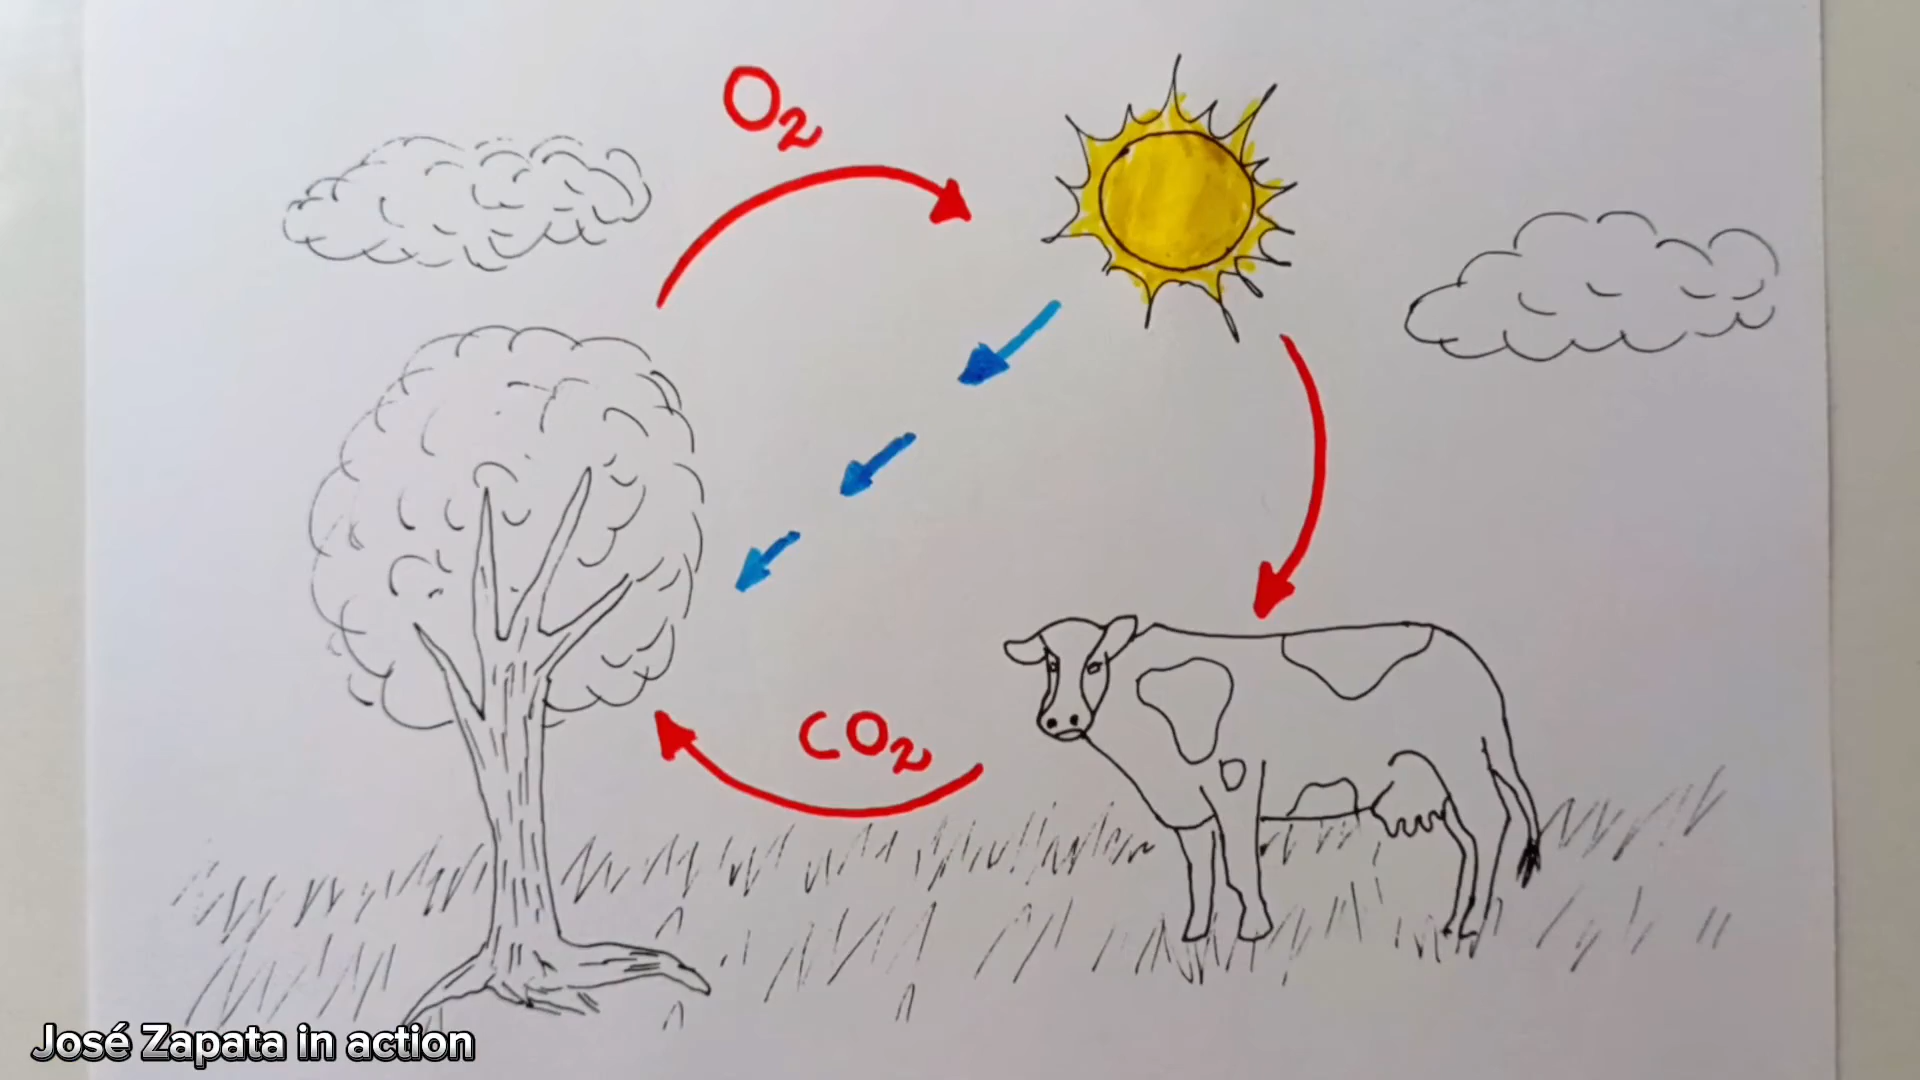 O₂
CO₂
José Zapata in action